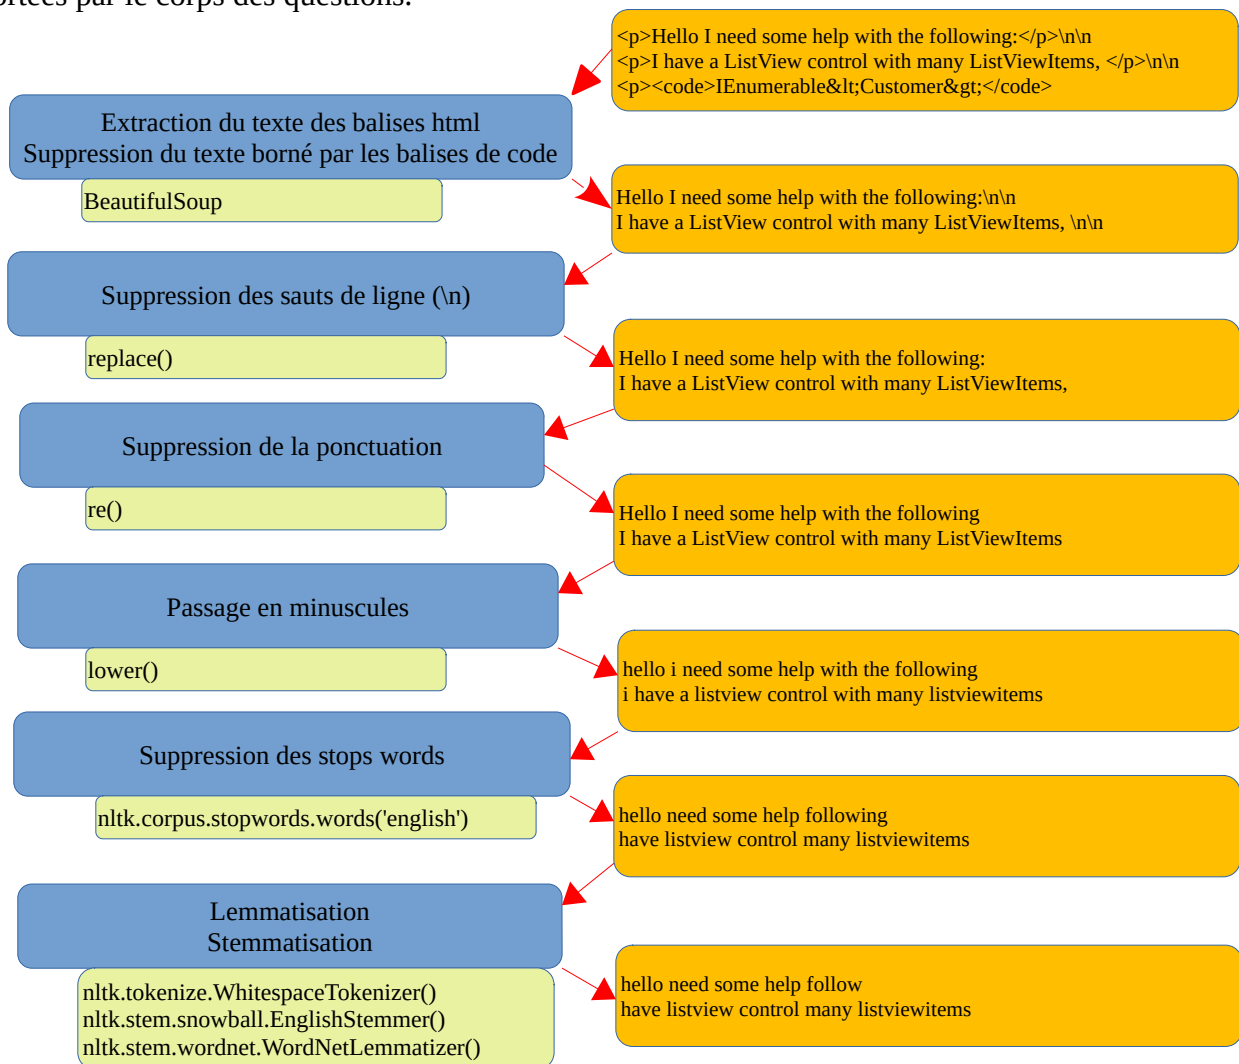 ortées par le corps des questions.
<p>Hello I need some help with the following:</p>\n\n
<p>I have a ListView control with many ListViewItems, </p>\n\n
<p><code>IEnumerable&lt;Customer&gt;</code>
Extraction du texte des balises html
Suppression du texte borné par les balises de code
BeautifulSoup
Hello I need some help with the following:\n\n
I have a ListView control with many ListViewItems, \n\n
Suppression des sauts de ligne (\n)
replace()
Hello I need some help with the following:
I have a ListView control with many ListViewItems,
Suppression de la ponctuation
re()
Hello I need some help with the following
I have a ListView control with many ListViewItems
Passage en minuscules
lower()
hello i need some help with the following
i have a listview control with many listviewitems
Suppression des stops words
nltk.corpus.stopwords.words('english')
hello need some help following
have listview control many listviewitems
Lemmatisation
Stemmatisation
nltk.tokenize.WhitespaceTokenizer()
nltk.stem.snowball.EnglishStemmer()
nltk.stem.wordnet.WordNetLemmatizer()
hello need some help follow
have listview control many listviewitems